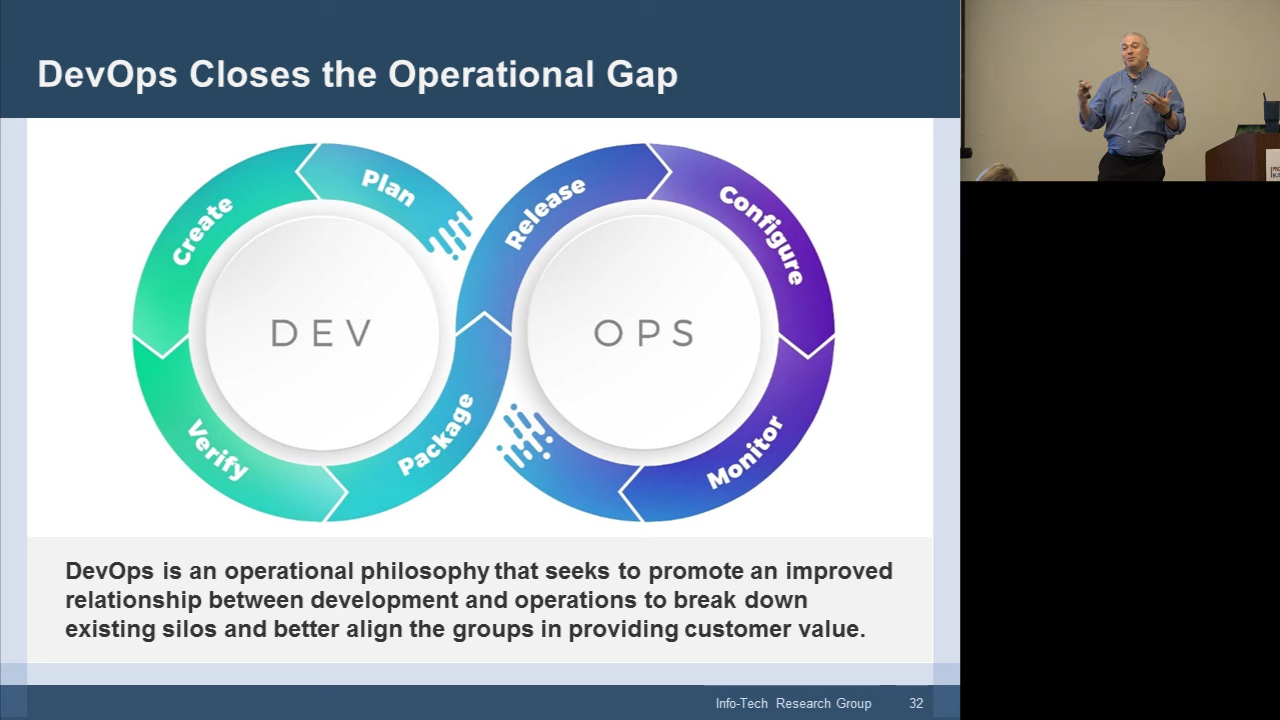 DevOps Closes the Operational Gap
Plan
Create
Verify
Package
Release
Configure
Monitor
DEV
OPS
DevOps is an operational philosophy that seeks to promote an improved
relationship between development and operations to break down
existing silos and better align the groups in providing customer value.
Info-Tech Research Group 32